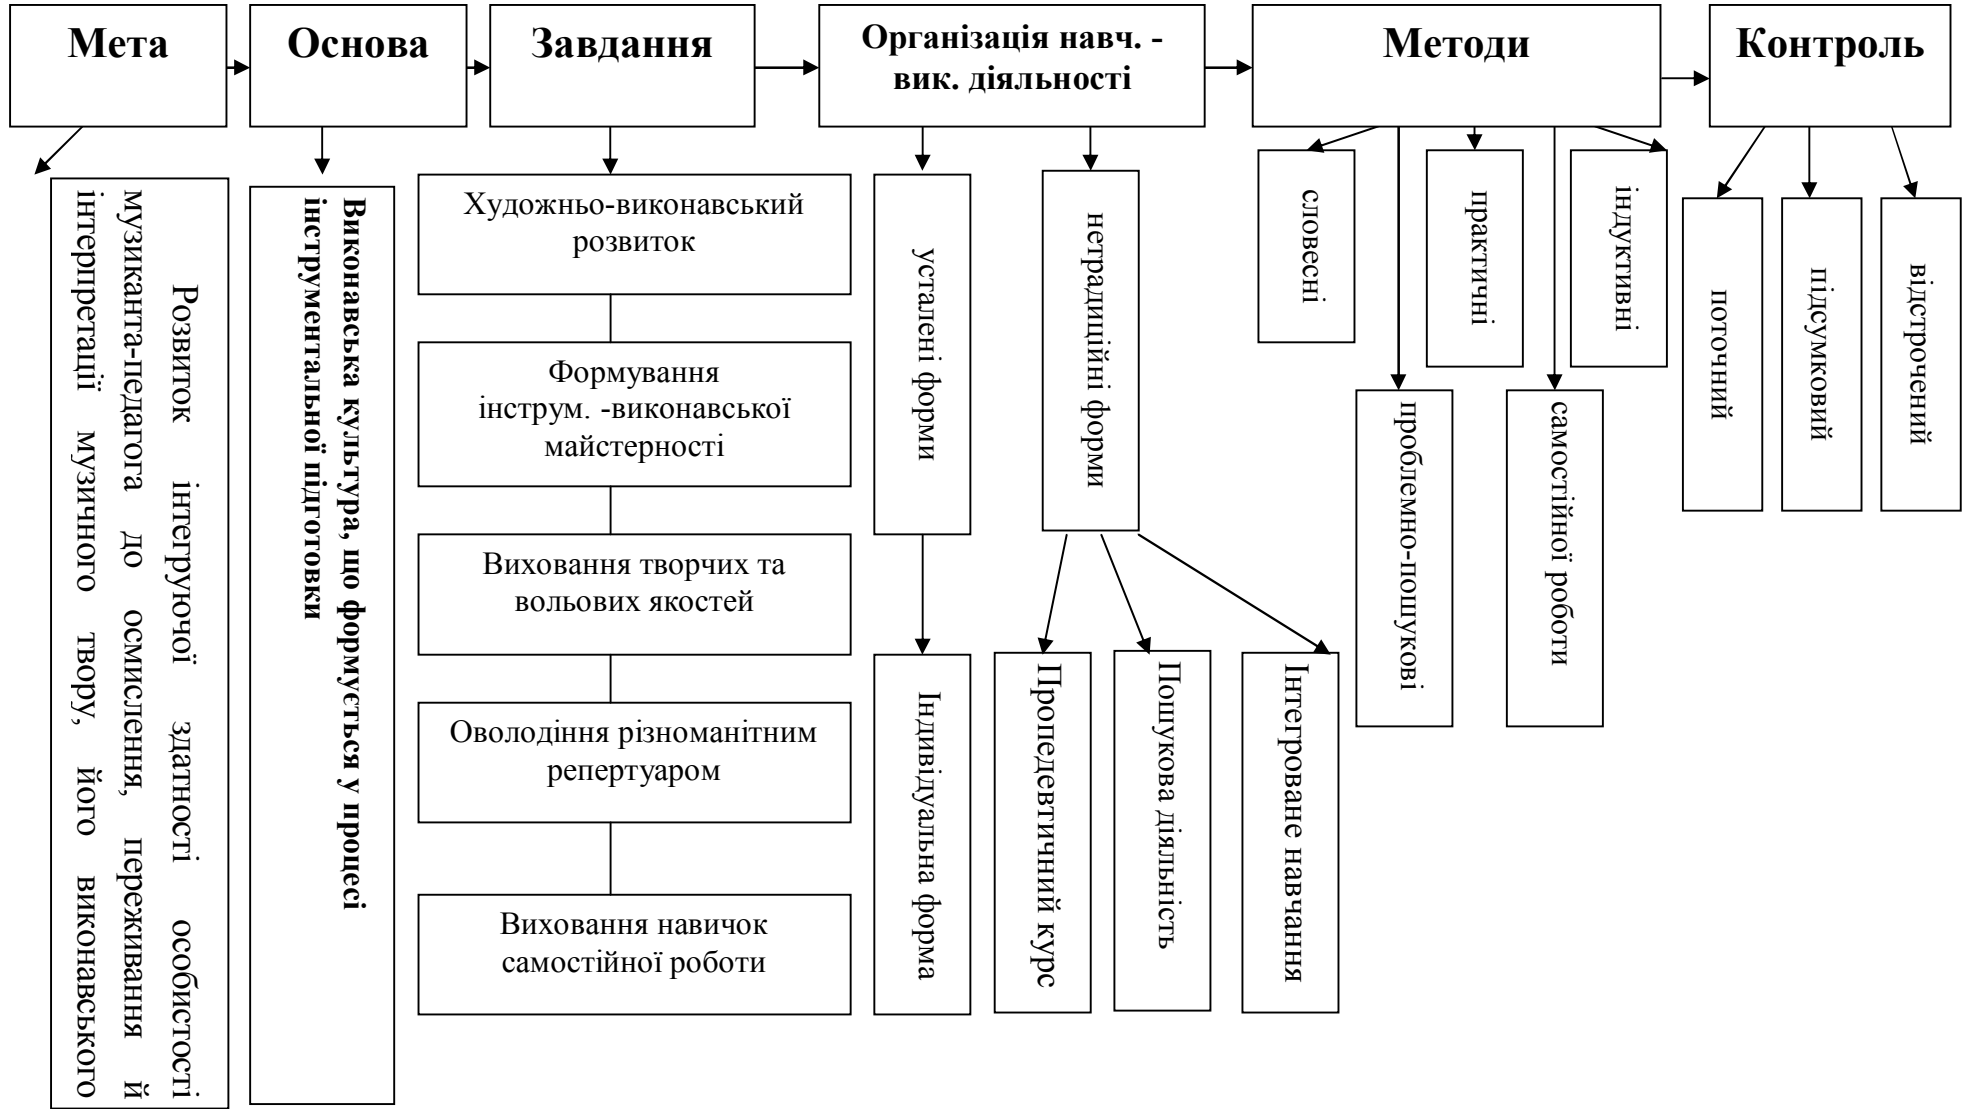 Мета
Основа
Завдання
Організація навч. -
вик. діяльності
Методи
Контроль
Розвиток інтегруючої здатності особистості
музиканта-педагога до осмислення, переживання й
інтерпретації музичного твору, його виконавського
Виконавська культура, що формується у процесі
інструментальної підготовки
Художньо-виконавський
розвиток
Формування
інструм. -виконавської
майстерності
Виховання творчих та
вольових якостей
Оволодіння різноманітним
репертуаром
Виховання навичок
самостійної роботи
усталені форми
Індивідуальна форма
нетрадиційні форми
Пропедевтичний курс
Пошукова діяльність
Інтегроване навчання
словесні
проблемно-пошукові
практичні
самостійної роботи
індуктивні
поточний
підсумковий
відстрочений